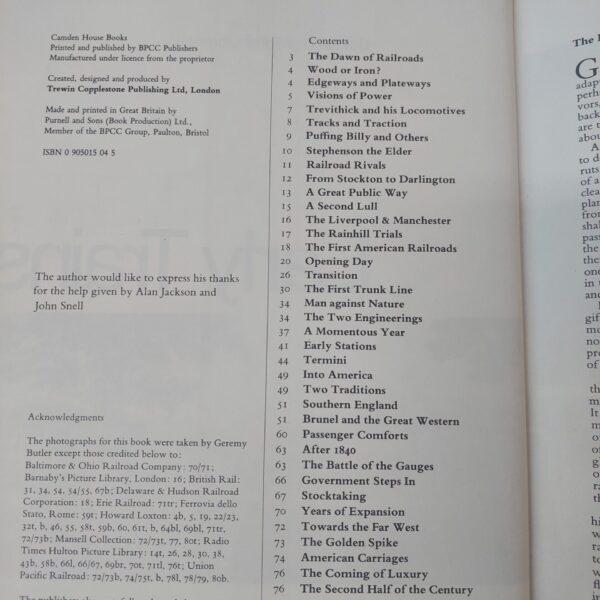 Camden House Books
Printed and published by BPCC Publishers
Manufactured under licence from the proprietor
Created, designed and produced by
Trewin Copplestone Publishing Ltd, London
Made and printed in Great Britain by
Purnell and Sons (Book Production) Ltd.,
Member of the BPCC Group, Paulton, Bristol
ISBN 0 905015 04 5
The author would like to express his thanks
for the help given by Alan Jackson and
John Snell
Acknowledgments
The photographs for this book were taken by Geremy
Butler except those credited below to:
Baltimore & Ohio Railroad Company: 70/71;
Barnaby's Picture Library, London: 16; British Rail:
31, 34, 54, 54/55, 67b; Delaware & Hudson Railroad
Corporation: 18; Erie Railroad: 71tr; Ferrovia dello
Stato, Rome: 59t; Howard Loxton: 4b, 5, 19, 22/23,
32t, b, 46, 55, 58t, 59b, 60, 61t, b, 64bl, 69bl, 71tr,
72/73b; Mansell Collection: 72/73t, 77, 80t; Radio
Times Hulton Picture Library: 14t, 26, 28, 30, 38,
43b, 58b, 66l, 66/67, 69br, 70t, 71tl, 76t; Union
Pacific Railroad: 72/73b, 74/75t, b, 78l, 78/79, 80b.
Contents
3 The Dawn of Railroads
4 Wood or Iron?
4 Edgeways and Plateways
5 Visions of Power
7 Trevithick and his Locomotives
8 Tracks and Traction
9 Puffing Billy and Others
10 Stephenson the Elder
11 Railroad Rivals
12 From Stockton to Darlington
13 A Great Public Way
15 A Second Lull
16 The Liverpool & Manchester
17 The Rainhill Trials
18 The First American Railroads
20 Opening Day
26 Transition
30 The First Trunk Line
34 Man against Nature
34 The Two Engineerings
37 A Momentous Year
41 Early Stations
44 Termini
49 Into America
49 Two Traditions
51 Southern England
51 Brunel and the Great Western
60 Passenger Comforts
63 After 1840
63 The Battle of the Gauges
66 Government Steps In
67 Stocktaking
70 Years of Expansion
72 Towards the Far West
73 The Golden Spike
74 American Carriages
76 The Coming of Luxury
76 The Second Half of the Century